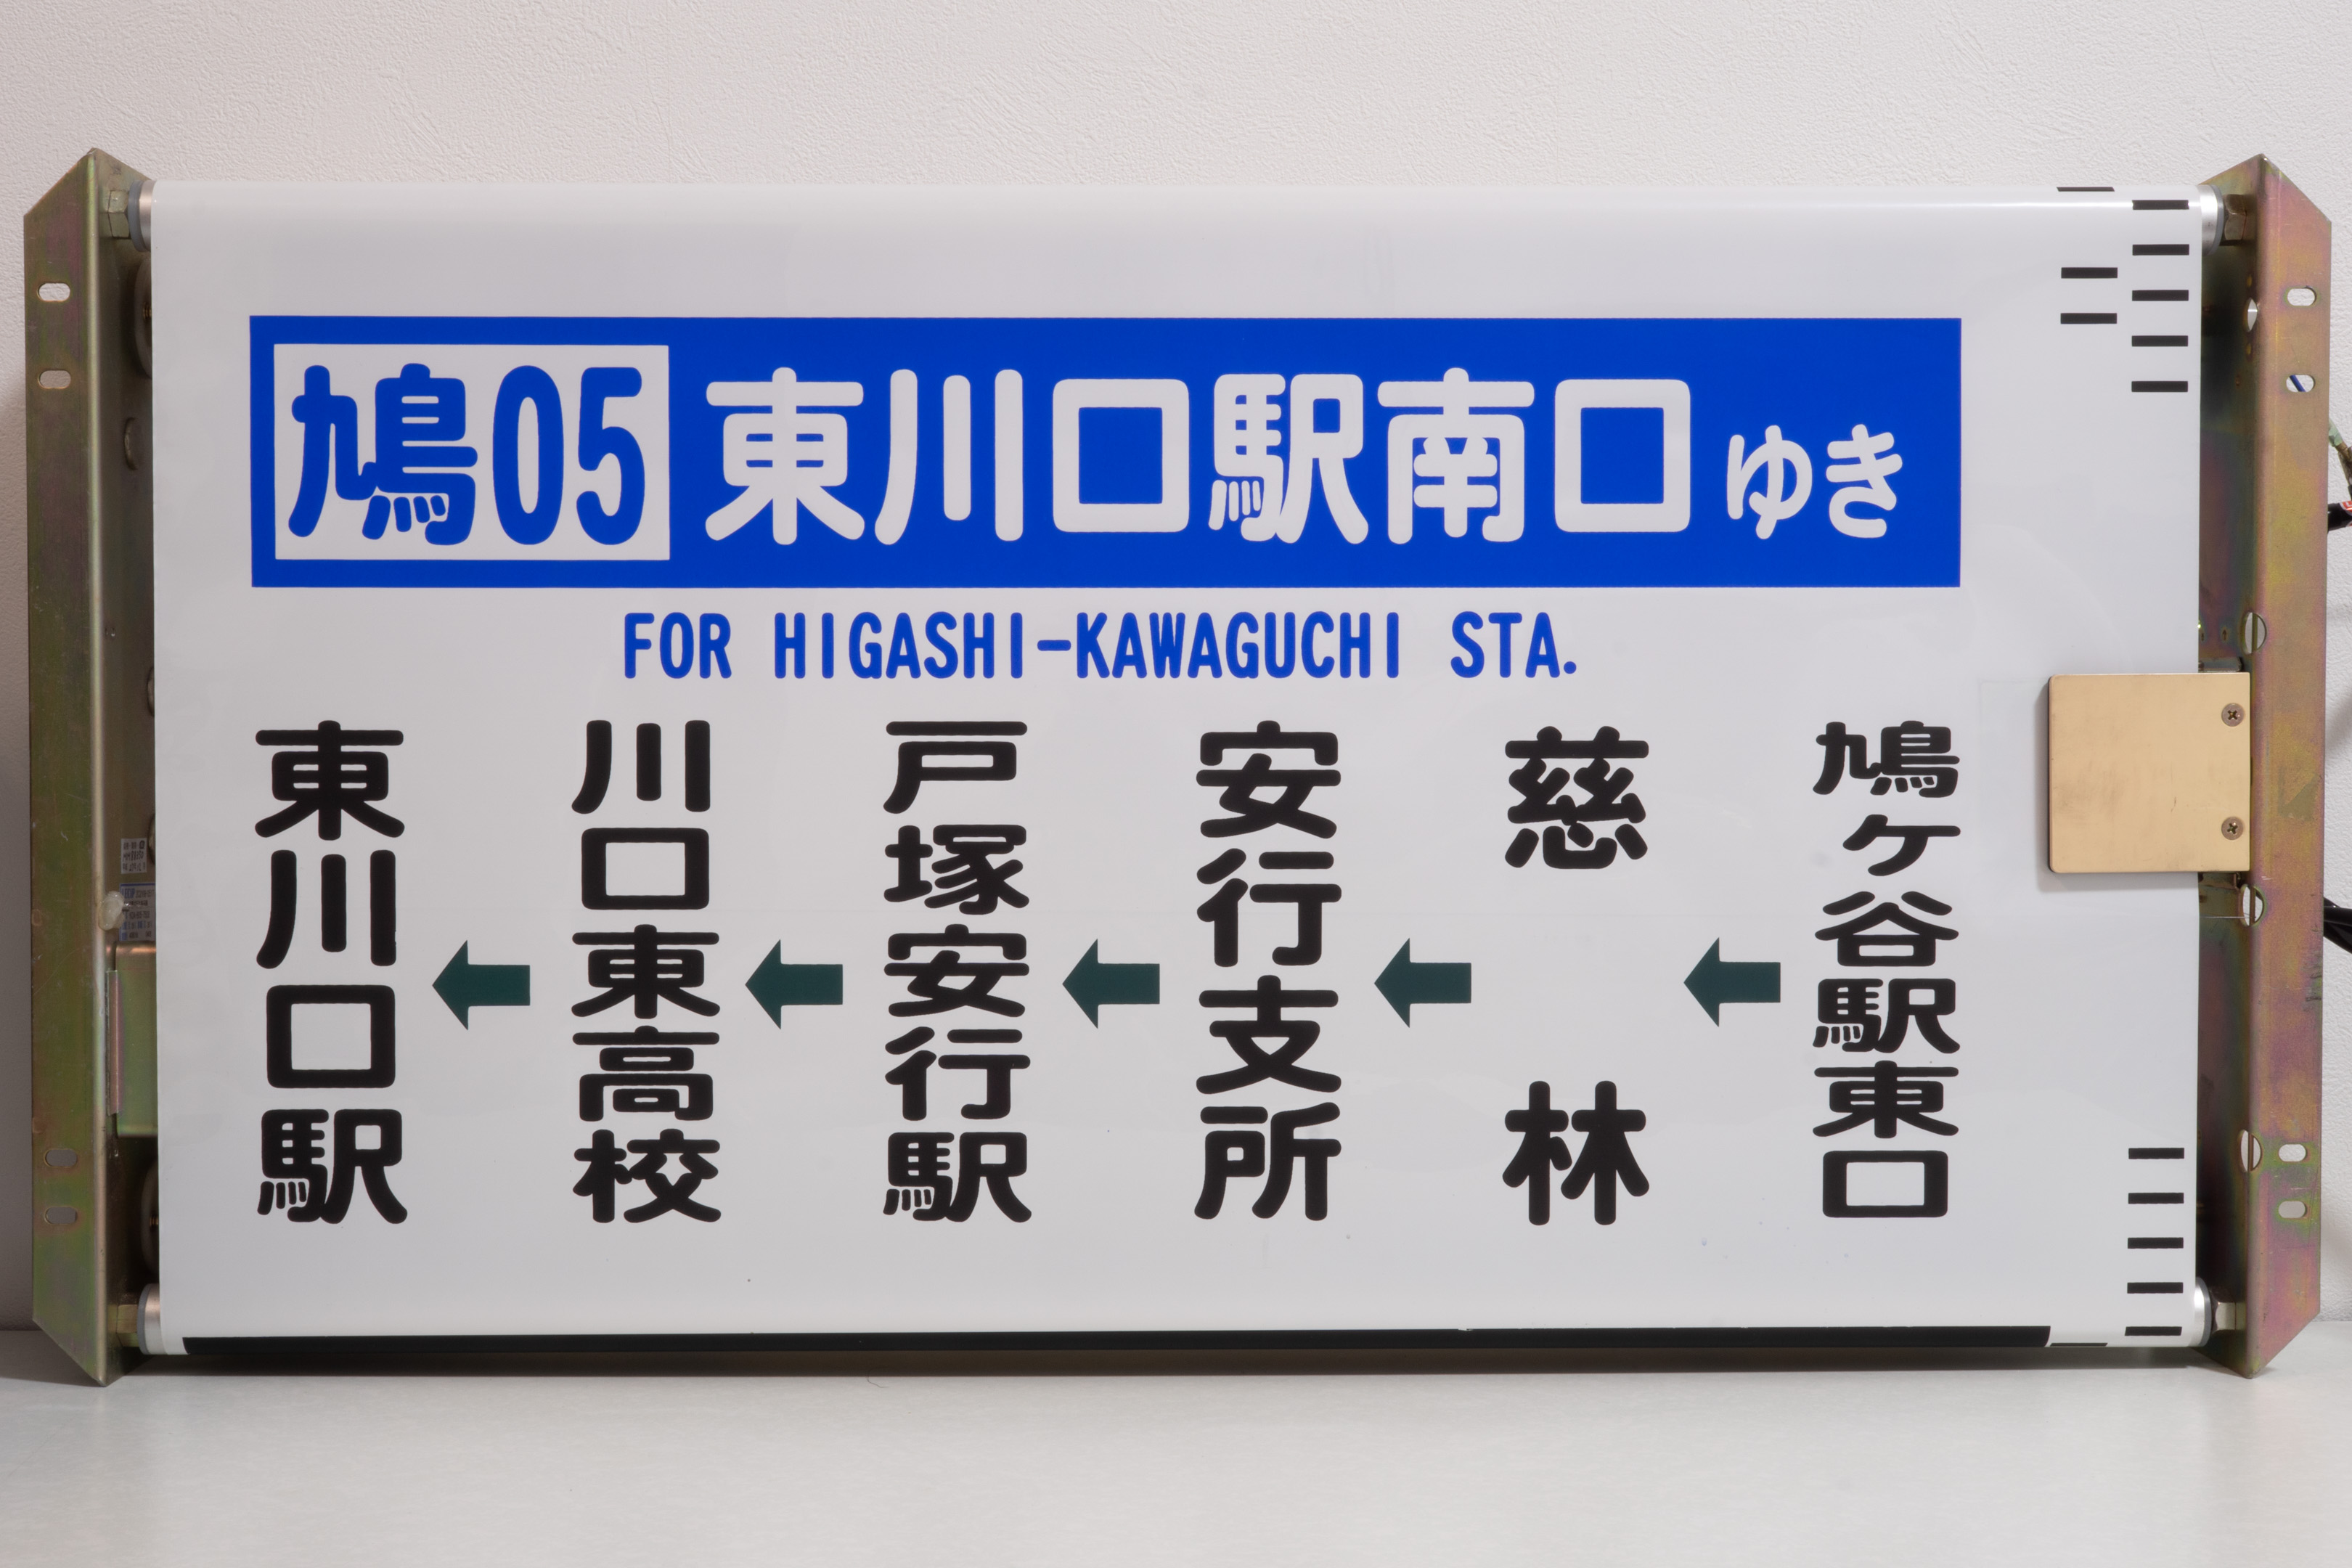 鳩05 東川口駅南口ゆき
FOR HIGASHI-KAWAGUCHI STA.
鳩ヶ谷駅東口
←
慈林
←
安行支所
←
戸塚安行駅
←
川口東高校
←
東川口駅